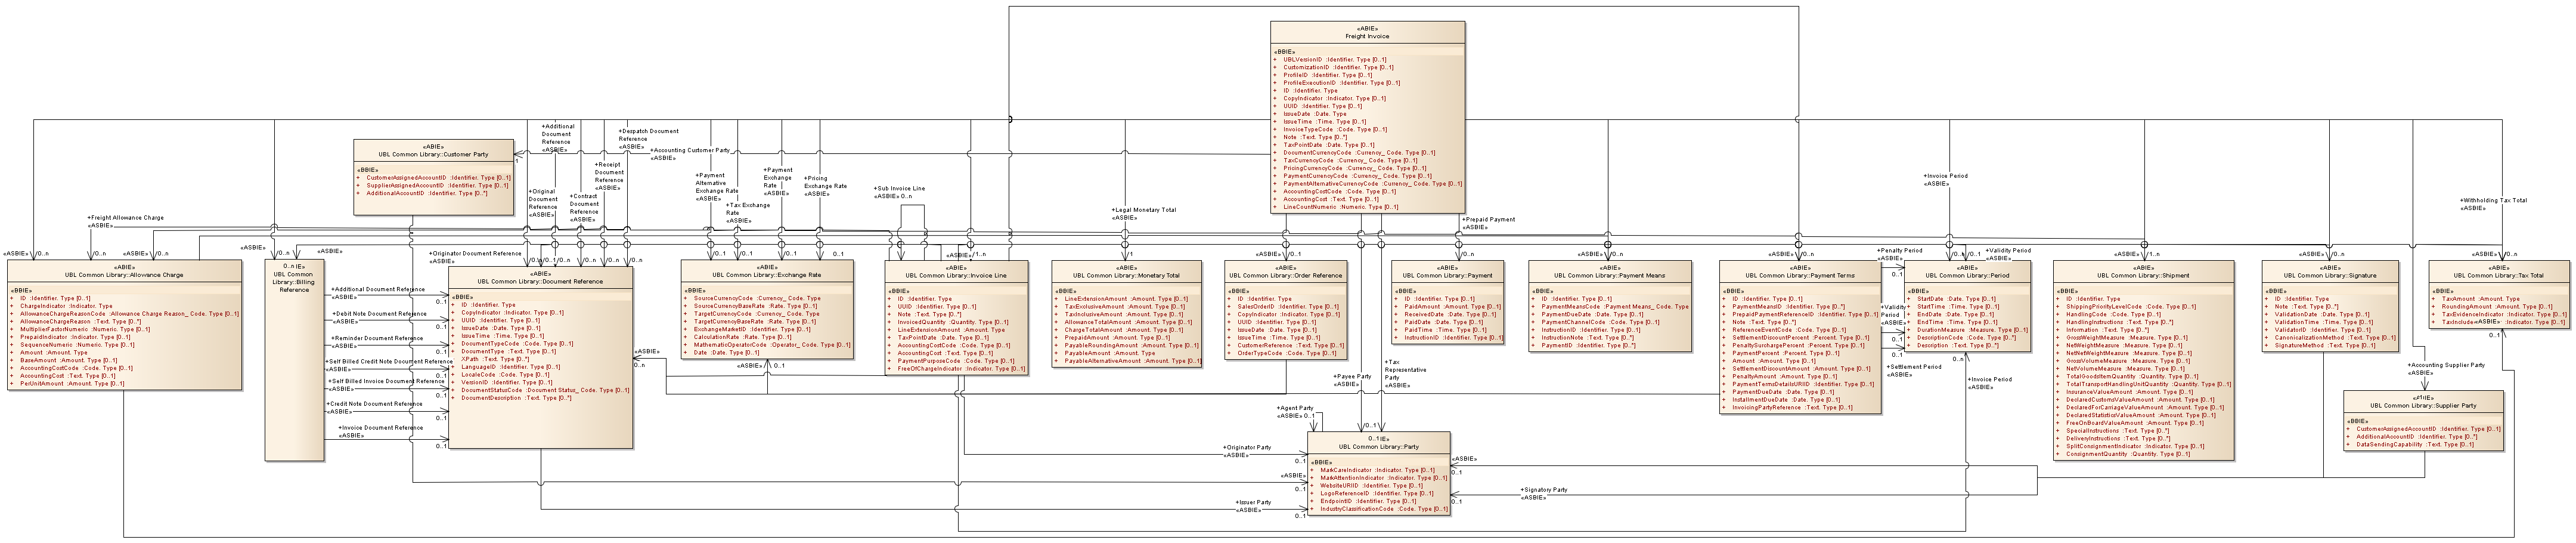 «ABIE»
Freight Invoice
«BBIE»
+ UBLVersionID :Identifier. Type [0..1]
+ CustomizationID :Identifier. Type [0..1]
+ ProfileID :Identifier. Type [0..1]
+ ProfileExecutionID :Identifier. Type [0..1]
+ ID :Identifier. Type
+ CopyIndicator :Indicator. Type [0..1]
+ UUID :Identifier. Type [0..1]
+ IssueDate :Date. Type
+ IssueTime :Time. Type [0..1]
+ InvoiceTypeCode :Code. Type [0..1]
+ Note :Text. Type [0..*]
+ TaxPointDate :Date. Type [0..1]
+ DocumentCurrencyCode :Currency_ Code. Type [0..1]
+ TaxCurrencyCode :Currency_ Code. Type [0..1]
+ PricingCurrencyCode :Currency_ Code. Type [0..1]
+ PaymentCurrencyCode :Currency_ Code. Type [0..1]
+ PaymentAlternativeCurrencyCode :Currency_ Code. Type [0..1]
+ AccountingCostCode :Code. Type [0..1]
+ AccountingCost :Text. Type [0..1]
+ LineCountNumeric :Numeric. Type [0..1]
«ABIE»
UBL Common Library::Customer Party
«BBIE»
+ CustomerAssignedAccountID :Identifier. Type [0..1]
+ SupplierAssignedAccountID :Identifier. Type [0..1]
+ AdditionalAccountID :Identifier. Type [0..*]
+Additional
Document
Reference
«ASBIE»
+Despatch Document
Reference
«ASBIE»
+Accounting Customer Party
«ASBIE»
1
+Receipt
Document
Reference
«ASBIE»
+Original
Document
Reference
«ASBIE»
+Contract
Document
Reference
«ASBIE»
+Payment
Alternative
Exchange Rate
«ASBIE»
+Payment
Exchange
Rate
«ASBIE»
+Pricing
Exchange Rate
«ASBIE»
+Tax Exchange
Rate
«ASBIE»
+Sub Invoice Line
«ASBIE» 0..n
+Legal Monetary Total
«ASBIE»
+Prepaid Payment
«ASBIE»
+Invoice Period
«ASBIE»
+Withholding Tax Total
«ASBIE»
+Freight Allowance Charge
«ASBIE»
+Originator Document Reference
«ASBIE»
+Penalty Period
«ASBIE»
+Validity Period
«ASBIE»
«ABIE»
UBL Common Library::Allowance Charge
«BBIE»
+ ID :Identifier. Type [0..1]
+ ChargeIndicator :Indicator. Type
+ AllowanceChargeReasonCode :Allowance Charge Reason_ Code. Type [0..1]
+ AllowanceChargeReason :Text. Type [0..*]
+ MultiplierFactorNumeric :Numeric. Type [0..1]
+ PrepaidIndicator :Indicator. Type [0..1]
+ SequenceNumeric :Numeric. Type [0..1]
+ Amount :Amount. Type
+ BaseAmount :Amount. Type [0..1]
+ AccountingCostCode :Code. Type [0..1]
+ AccountingCost :Text. Type [0..1]
+ PerUnitAmount :Amount. Type [0..1]
0..n IE»
UBL Common
Library::Billing
Reference
+Additional Document Reference
«ASBIE» 0..1
+Debit Note Document Reference
«ASBIE» 0..1
+Reminder Document Reference
«ASBIE» 0..1
+Self Billed Credit Note Document Reference
«ASBIE» 0..1
+Self Billed Invoice Document Reference
«ASBIE» 0..1
+Credit Note Document Reference
«ASBIE» 0..1
+Invoice Document Reference
«ASBIE» 0..1
«ABIE»
UBL Common Library::Document Reference
«BBIE»
+ ID :Identifier. Type
+ CopyIndicator :Indicator. Type [0..1]
+ UUID :Identifier. Type [0..1]
+ IssueDate :Date. Type [0..1]
+ IssueTime :Time. Type [0..1]
+ DocumentTypeCode :Code. Type [0..1]
+ DocumentType :Text. Type [0..1]
+ XPath :Text. Type [0..*]
+ LanguageID :Identifier. Type [0..1]
+ LocaleCode :Code. Type [0..1]
+ VersionID :Identifier. Type [0..1]
+ DocumentStatusCode :Document Status_ Code. Type [0..1]
+ DocumentDescription :Text. Type [0..*]
«ABIE»
UBL Common Library::Exchange Rate
«BBIE»
+ SourceCurrencyCode :Currency_ Code. Type
+ SourceCurrencyBaseRate :Rate. Type [0..1]
+ TargetCurrencyCode :Currency_ Code. Type
+ TargetCurrencyBaseRate :Rate. Type [0..1]
+ ExchangeMarketID :Identifier. Type [0..1]
+ CalculationRate :Rate. Type [0..1]
+ MathematicOperatorCode :Operator_ Code. Type [0..1]
+ Date :Date. Type [0..1]
«ABIE»
UBL Common Library::Invoice Line
«BBIE»
+ ID :Identifier. Type
+ UUID :Identifier. Type [0..1]
+ Note :Text. Type [0..*]
+ InvoicedQuantity :Quantity. Type [0..1]
+ LineExtensionAmount :Amount. Type
+ TaxPointDate :Date. Type [0..1]
+ AccountingCostCode :Code. Type [0..1]
+ AccountingCost :Text. Type [0..1]
+ PaymentPurposeCode :Code. Type [0..1]
+ FreeOfChargeIndicator :Indicator. Type [0..1]
«ABIE»
UBL Common Library::Monetary Total
«BBIE»
+ LineExtensionAmount :Amount. Type [0..1]
+ TaxExclusiveAmount :Amount. Type [0..1]
+ TaxInclusiveAmount :Amount. Type [0..1]
+ AllowanceTotalAmount :Amount. Type [0..1]
+ ChargeTotalAmount :Amount. Type [0..1]
+ PrepaidAmount :Amount. Type [0..1]
+ PayableRoundingAmount :Amount. Type [0..1]
+ PayableAmount :Amount. Type
+ PayableAlternativeAmount :Amount. Type [0..1]
«ABIE»
UBL Common Library::Order Reference
«BBIE»
+ ID :Identifier. Type
+ SalesOrderID :Identifier. Type [0..1]
+ CopyIndicator :Indicator. Type [0..1]
+ UUID :Identifier. Type [0..1]
+ IssueDate :Date. Type [0..1]
+ IssueTime :Time. Type [0..1]
+ CustomerReference :Text. Type [0..1]
+ OrderTypeCode :Code. Type [0..1]
«ABIE»
UBL Common Library::Payment
«BBIE»
+ ID :Identifier. Type [0..1]
+ PaidAmount :Amount. Type [0..1]
+ ReceivedDate :Date. Type [0..1]
+ PaidDate :Date. Type [0..1]
+ PaidTime :Time. Type [0..1]
+ InstructionID :Identifier. Type [0..1]
«ABIE»
UBL Common Library::Payment Means
«BBIE»
+ ID :Identifier. Type [0..1]
+ PaymentMeansCode :Payment Means_ Code. Type
+ PaymentDueDate :Date. Type [0..1]
+ PaymentChannelCode :Code. Type [0..1]
+ InstructionID :Identifier. Type [0..1]
+ InstructionNote :Text. Type [0..*]
+ PaymentID :Identifier. Type [0..*]
«ABIE»
UBL Common Library::Payment Terms
«BBIE»
+ ID :Identifier. Type [0..1]
+ PaymentMeansID :Identifier. Type [0..*]
+ PrepaidPaymentReferenceID :Identifier. Type [0..1]
+ Note :Text. Type [0..*]
+ ReferenceEventCode :Code. Type [0..1]
+ SettlementDiscountPercent :Percent. Type [0..1]
+ PenaltySurchargePercent :Percent. Type [0..1]
+ PaymentPercent :Percent. Type [0..1]
+ Amount :Amount. Type [0..1]
+ SettlementDiscountAmount :Amount. Type [0..1]
+ PenaltyAmount :Amount. Type [0..1]
+ PaymentTermsDetailsURIID :Identifier. Type [0..1]
+ PaymentDueDate :Date. Type [0..1]
+ InstallmentDueDate :Date. Type [0..1]
+ InvoicingPartyReference :Text. Type [0..1]
+Validity
Period
«ASBIE»
+Settlement Period
«ASBIE»
«ABIE»
UBL Common Library::Period
«BBIE»
+ StartDate :Date. Type [0..1]
+ StartTime :Time. Type [0..1]
+ EndDate :Date. Type [0..1]
+ EndTime :Time. Type [0..1]
+ DurationMeasure :Measure. Type [0..1]
+ DescriptionCode :Code. Type [0..*]
+ Description :Text. Type [0..*]
+Invoice Period
«ASBIE»
«ABIE»
UBL Common Library::Shipment
«BBIE»
+ ID :Identifier. Type
+ ShippingPriorityLevelCode :Code. Type [0..1]
+ HandlingCode :Code. Type [0..1]
+ HandlingInstructions :Text. Type [0..*]
+ Information :Text. Type [0..*]
+ GrossWeightMeasure :Measure. Type [0..1]
+ NetWeightMeasure :Measure. Type [0..1]
+ NetNetWeightMeasure :Measure. Type [0..1]
+ GrossVolumeMeasure :Measure. Type [0..1]
+ NetVolumeMeasure :Measure. Type [0..1]
+ TotalGoodsItemQuantity :Quantity. Type [0..1]
+ TotalTransportHandlingUnitQuantity :Quantity. Type [0..1]
+ InsuranceValueAmount :Amount. Type [0..1]
+ DeclaredCustomsValueAmount :Amount. Type [0..1]
+ DeclaredForCarriageValueAmount :Amount. Type [0..1]
+ DeclaredStatisticsValueAmount :Amount. Type [0..1]
+ FreeOnBoardValueAmount :Amount. Type [0..1]
+ SpecialInstructions :Text. Type [0..*]
+ DeliveryInstructions :Text. Type [0..*]
+ SplitConsignmentIndicator :Indicator. Type [0..1]
+ ConsignmentQuantity :Quantity. Type [0..1]
«ABIE»
UBL Common Library::Signature
«BBIE»
+ ID :Identifier. Type
+ Note :Text. Type [0..*]
+ ValidationDate :Date. Type [0..1]
+ ValidationTime :Time. Type [0..1]
+ ValidatorID :Identifier. Type [0..1]
+ CanonicalizationMethod :Text. Type [0..1]
+ SignatureMethod :Text. Type [0..1]
«ABIE»
UBL Common Library::Tax Total
«BBIE»
+ TaxAmount :Amount. Type
+ RoundingAmount :Amount. Type [0..1]
+ TaxEvidenceIndicator :Indicator. Type [0..1]
+ TaxInclude«ASBIE» :Indicator. Type [0..1]
0..1
+Accounting Supplier Party
«ASBIE»
UBL Common Library::Supplier Party
«BBIE»
+ CustomerAssignedAccountID :Identifier. Type [0..1]
+ AdditionalAccountID :Identifier. Type [0..*]
+ DataSendingCapability :Text. Type [0..1]
+Payee Party
«ASBIE»
+Tax
Representative
Party
«ASBIE»
+Agent Party
«ASBIE» 0..1
+Originator Party
«ASBIE» 0..1
«ASBIE»
0..1
+Issuer Party
«ASBIE» 0..1
0..1 IE»
UBL Common Library::Party
«BBIE»
+ MarkCareIndicator :Indicator. Type [0..1]
+ MarkAttentionIndicator :Indicator. Type [0..1]
+ WebsiteURIID :Identifier. Type [0..1]
+ LogoReferenceID :Identifier. Type [0..1]
+ EndpointID :Identifier. Type [0..1]
+ IndustryClassificationCode :Code. Type [0..1]
«ASBIE»
0..1
+Signatory Party
«ASBIE»
0..1